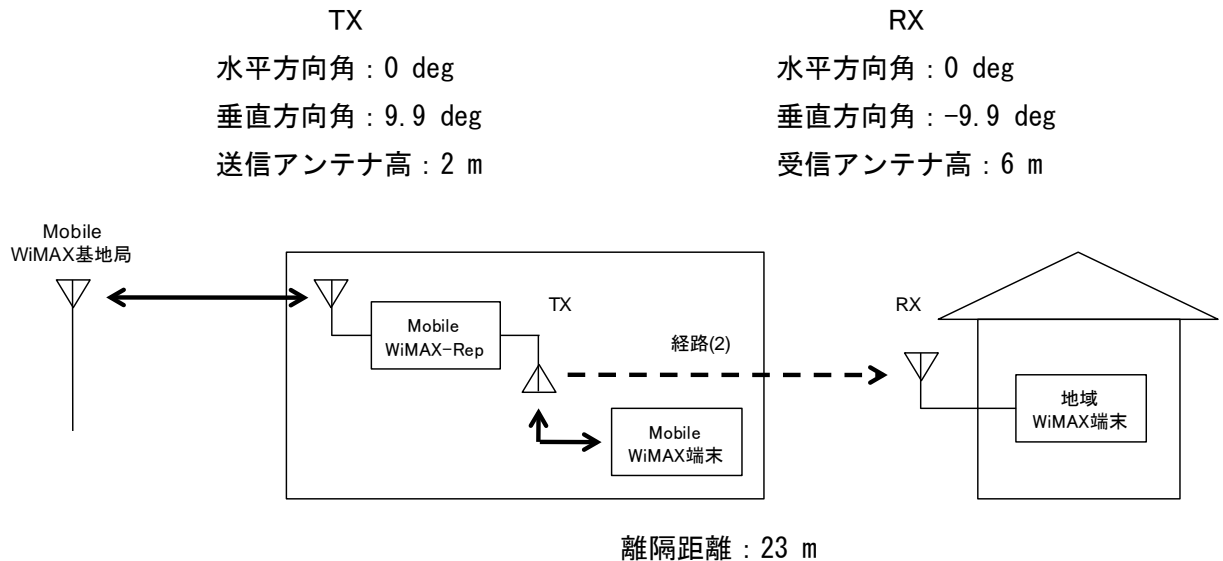 TX
水平方向角：0 deg
垂直方向角：9.9 deg
送信アンテナ高：2 m
RX
水平方向角：0 deg
垂直方向角：-9.9 deg
受信アンテナ高：6 m
Mobile
WiMAX基地局
Mobile
WiMAX-Rep
TX
経路(2)
Mobile
WiMAX端末
RX
地域
WiMAX端末
離隔距離：23 m